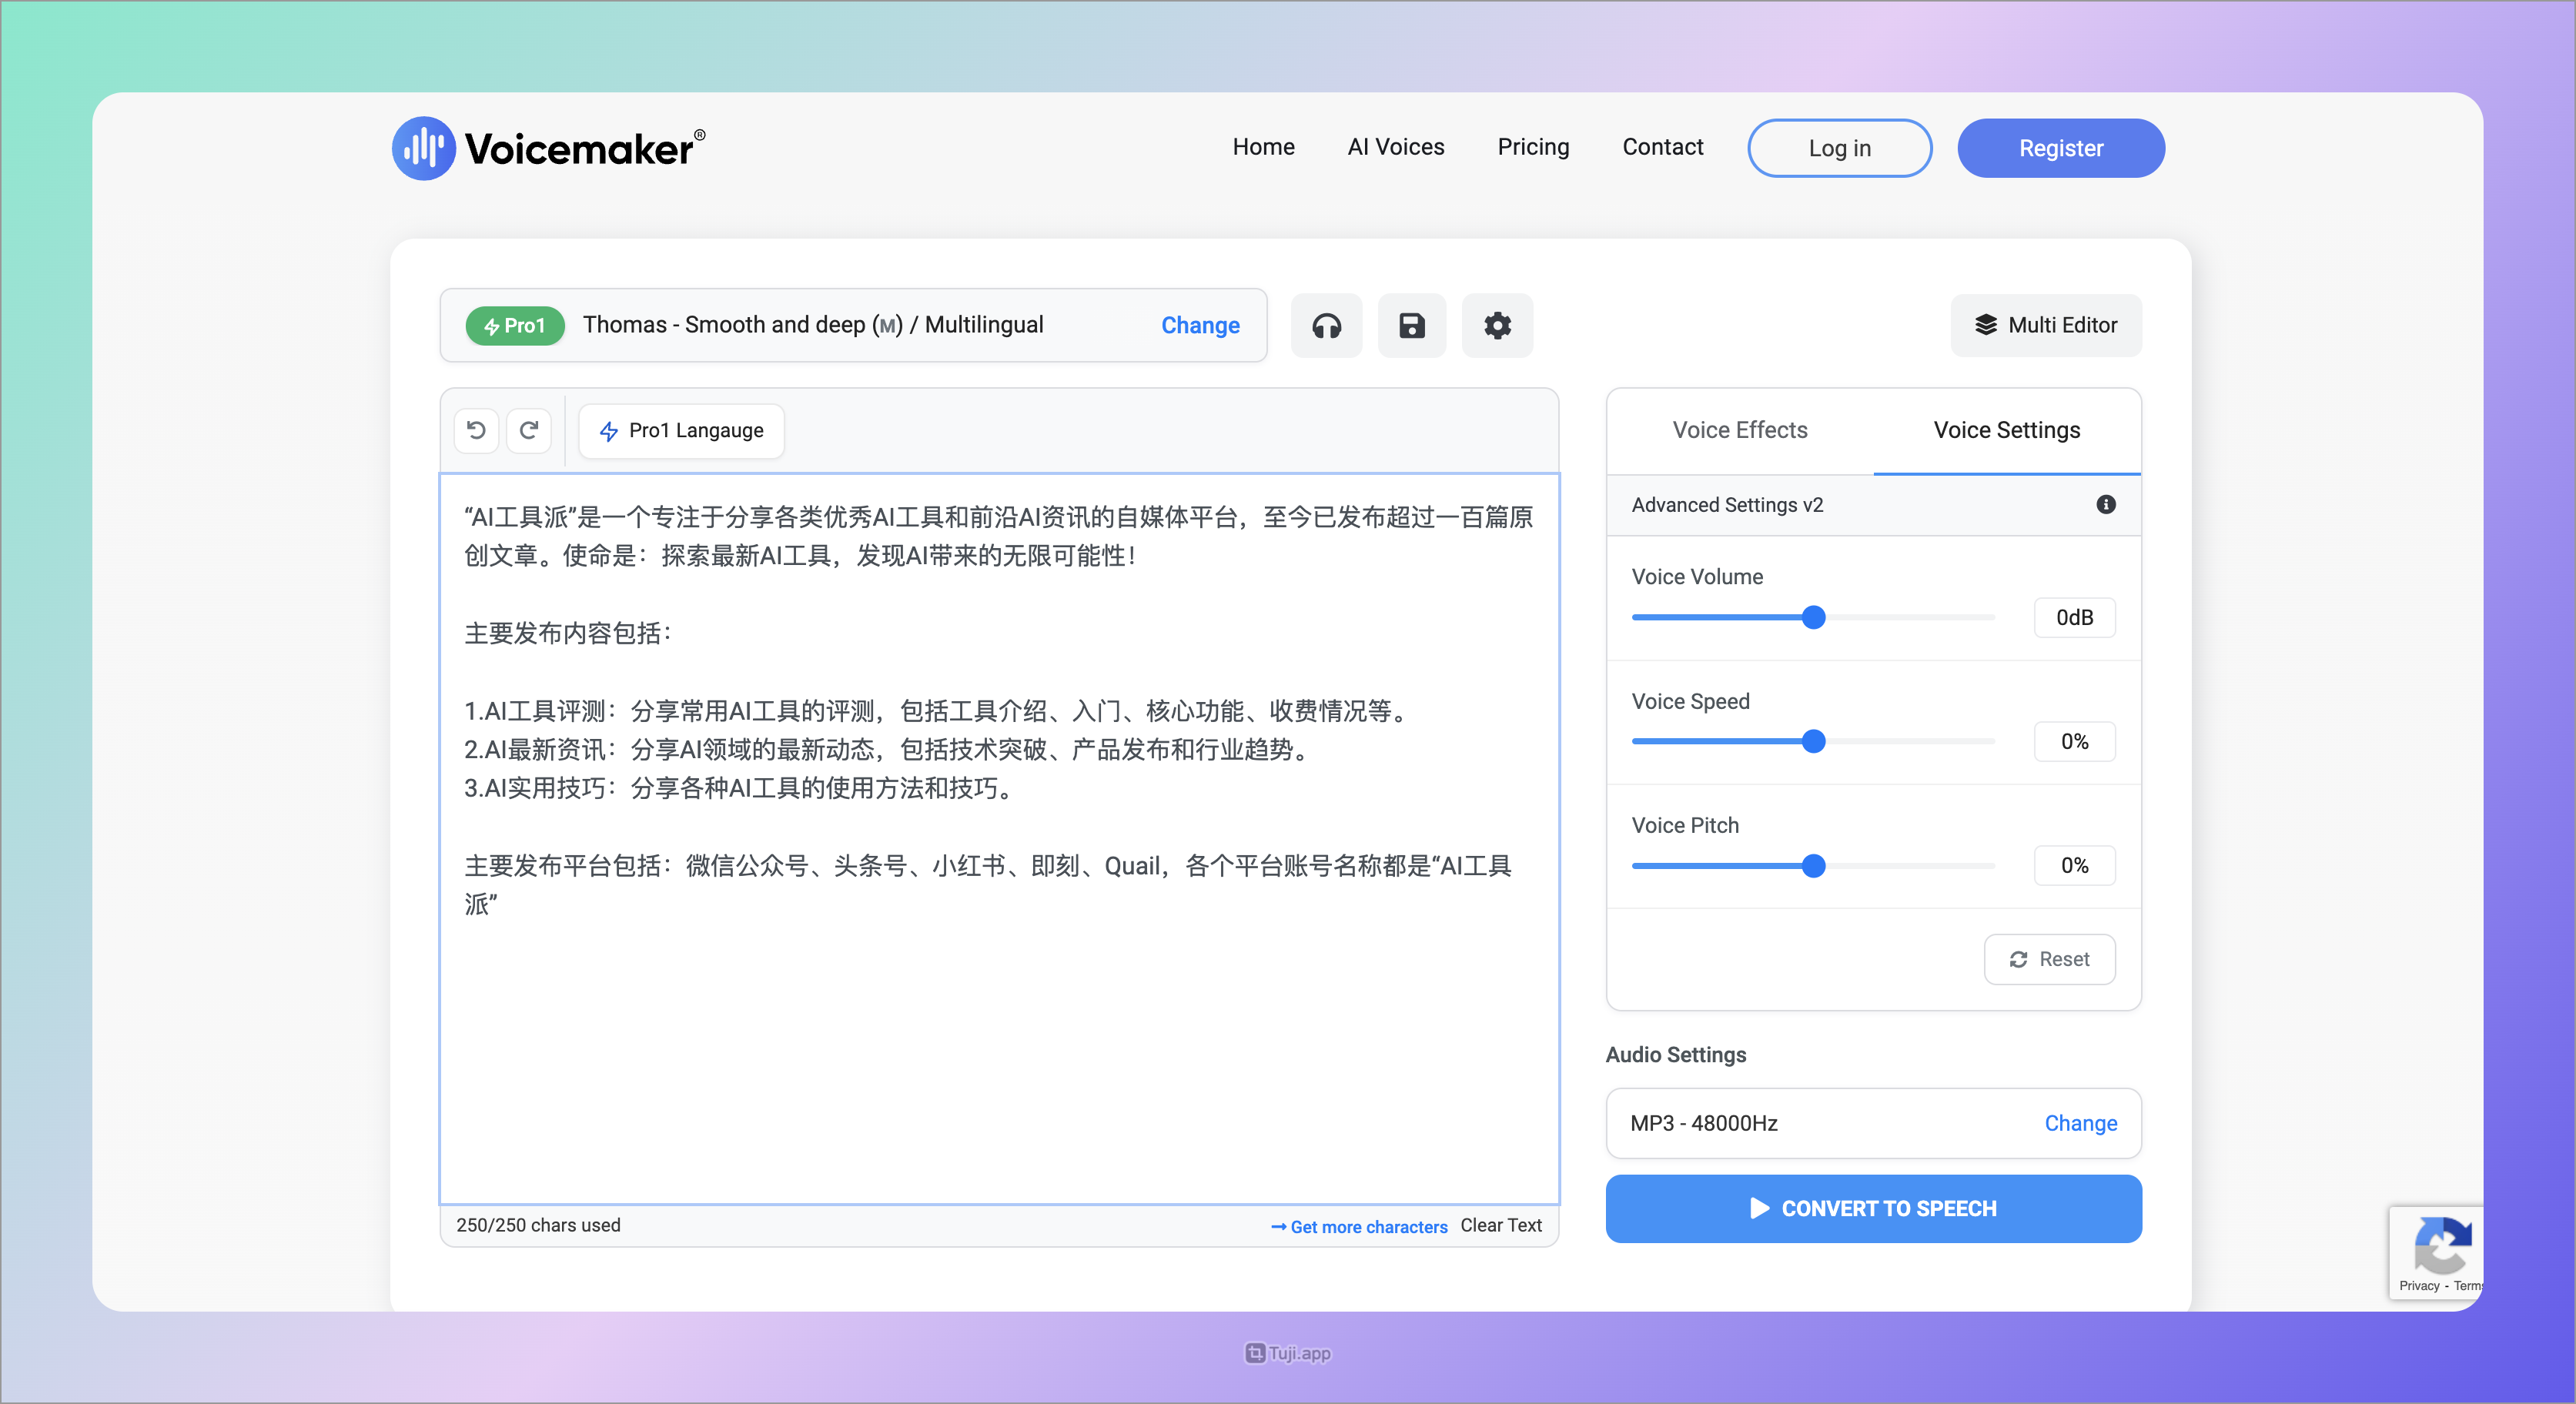 Voicemaker®
Home
AI Voices
Pricing
Contact
Log in
Register
Pro1
Thomas - Smooth and deep (M) / Multilingual
Change
Multi Editor
Pro1 Langauge
“AI工具派”是一个专注于分享各类优秀AI工具和前沿AI资讯的自媒体平台，至今已发布超过一百篇原
创文章。使命是：探索最新AI工具，发现AI带来的无限可能性！
主要发布内容包括：
1.AI工具评测：分享常用AI工具的评测，包括工具介绍、入门、核心功能、收费情况等。
2.AI最新资讯：分享AI领域的最新动态，包括技术突破、产品发布和行业趋势。
3.AI实用技巧：分享各种AI工具的使用方法和技巧。
主要发布平台包括：微信公众号、头条号、小红书、即刻、Quail，各个平台账号名称都是“AI工具
派”
250/250 chars used
→ Get more characters
Clear Text
Voice Effects
Voice Settings
Advanced Settings v2
Voice Volume
0dB
Voice Speed
0%
Voice Pitch
0%
Reset
Audio Settings
MP3 - 48000Hz
Change
CONVERT TO SPEECH
Privacy - Terms
Tuji.app